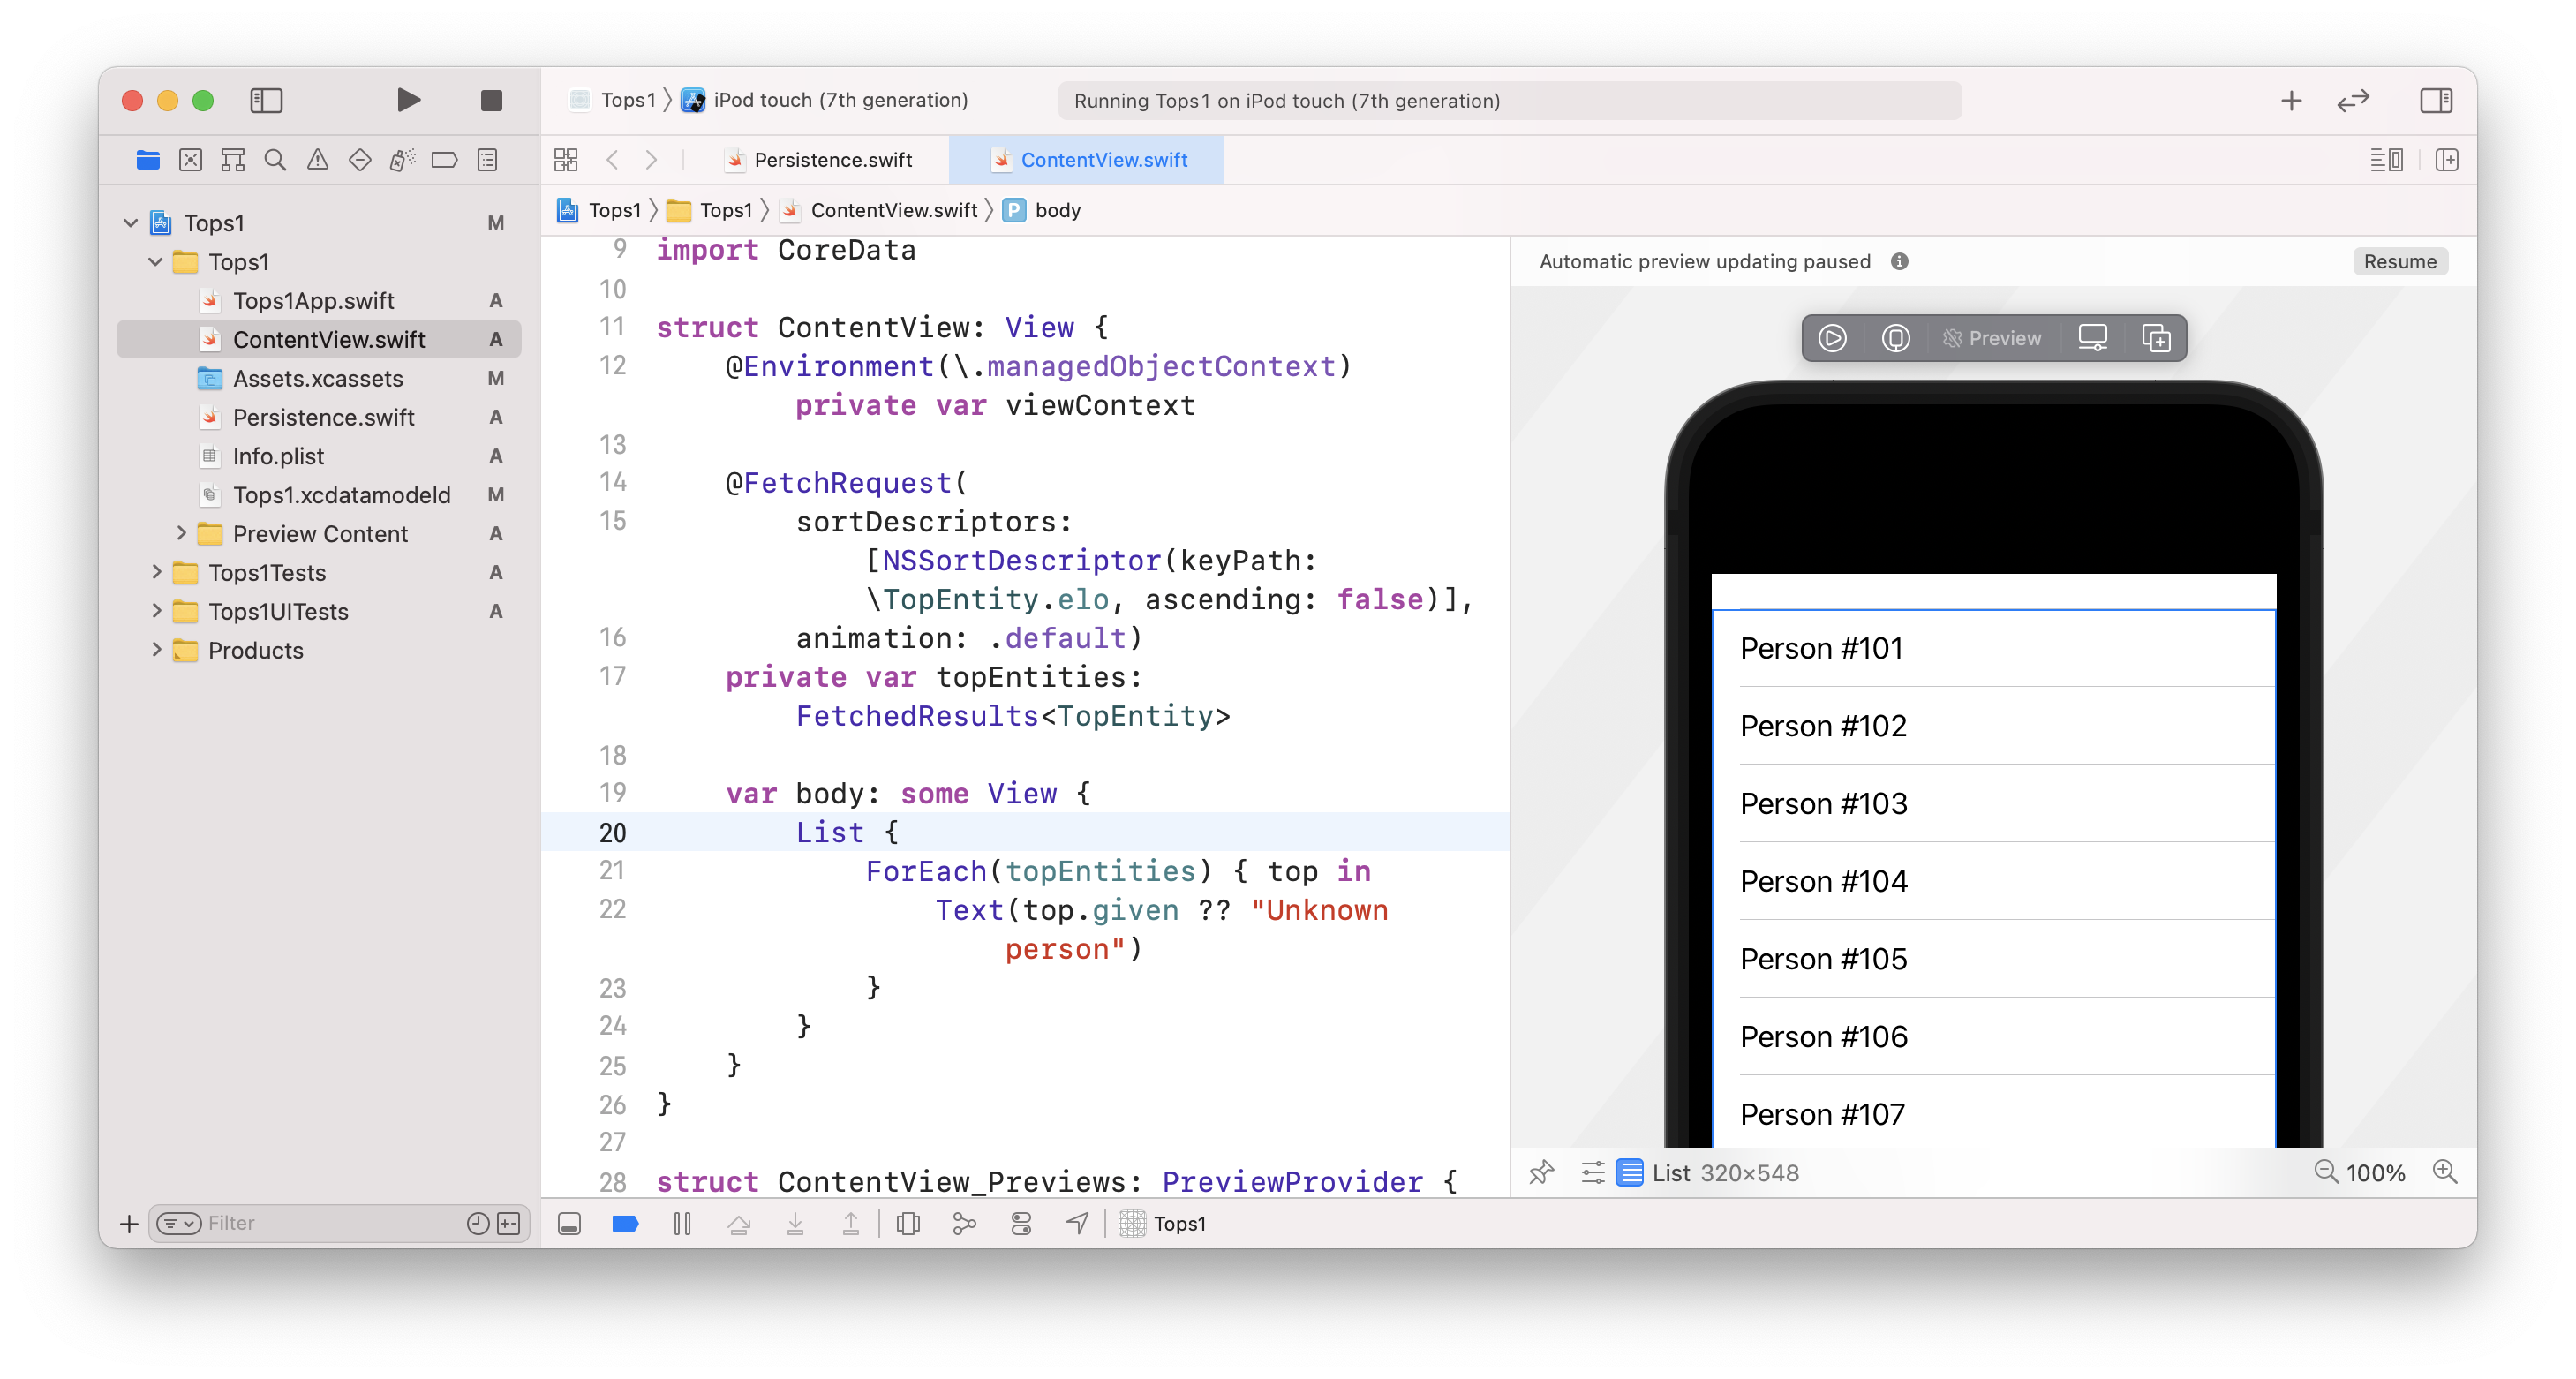 Tops1 〉 iPod touch (7th generation)
Running Tops1 on iPod touch (7th generation)
Persistence.swift
ContentView.swift
Tops1 〉 Tops1 〉 ContentView.swift 〉 P body
Tops1 M
Tops1
Tops1App.swift A
ContentView.swift A
Assets.xcassets M
Persistence.swift A
Info.plist A
Tops1.xcdatamodeld M
Preview Content A
Tops1Tests A
Tops1UITests A
Products
Filter
9 import CoreData
10
11 struct ContentView: View {
12 @Environment(\.managedObjectContext)
private var viewContext
13
14 @FetchRequest(
15 sortDescriptors:
[NSSortDescriptor(keyPath:
\TopEntity.elo, ascending: false)],
16 animation: .default)
17 private var topEntities:
FetchedResults<TopEntity>
18
19 var body: some View {
20 List {
21 ForEach(topEntities) { top in
22 Text(top.given ?? "Unknown
person")
23 }
24 }
25 }
26 }
27
28 struct ContentView_Previews: PreviewProvider {
Automatic preview updating paused
Resume
Preview
Person #101
Person #102
Person #103
Person #104
Person #105
Person #106
Person #107
List 320×548
100%
Tops1